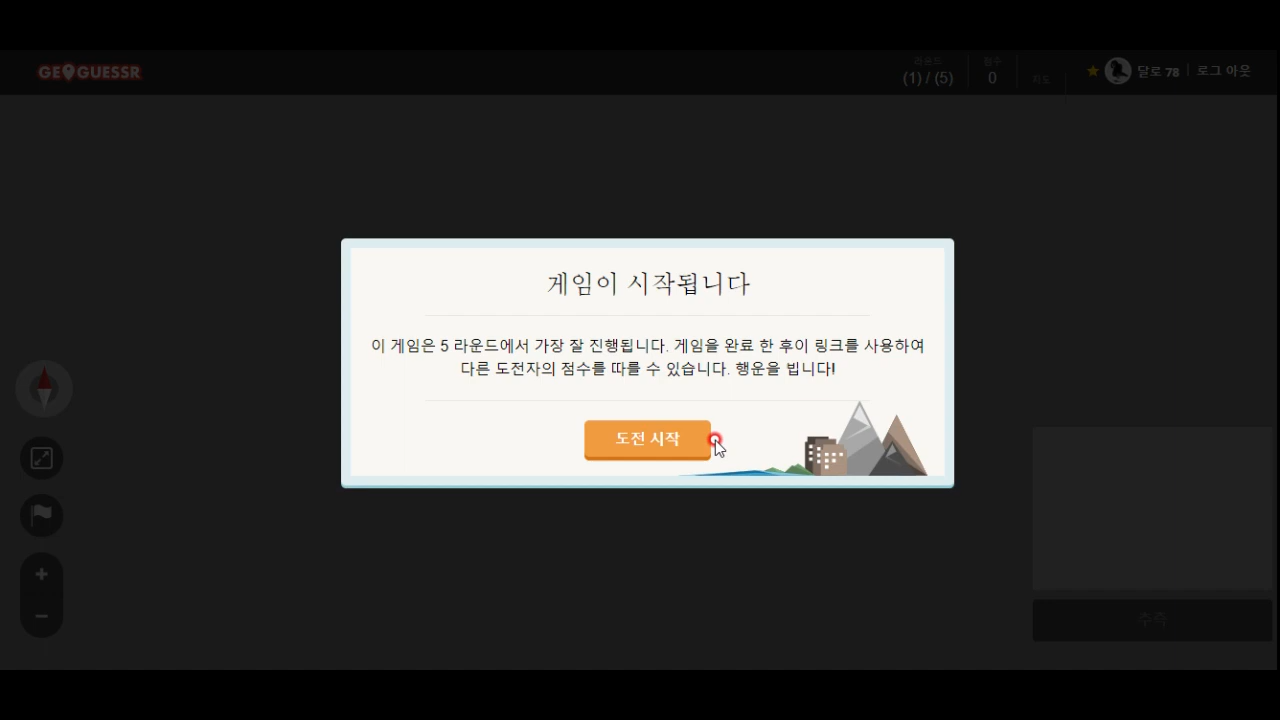 GEOGUESSR
라운드
(1) / (5)
점수
0
지도
달로 78 | 로그 아웃
게임이 시작됩니다
이 게임은 5 라운드에서 가장 잘 진행됩니다. 게임을 완료 한 후이 링크를 사용하여
다른 도전자의 점수를 따를 수 있습니다. 행운을 빕니다!
도전 시작
추측